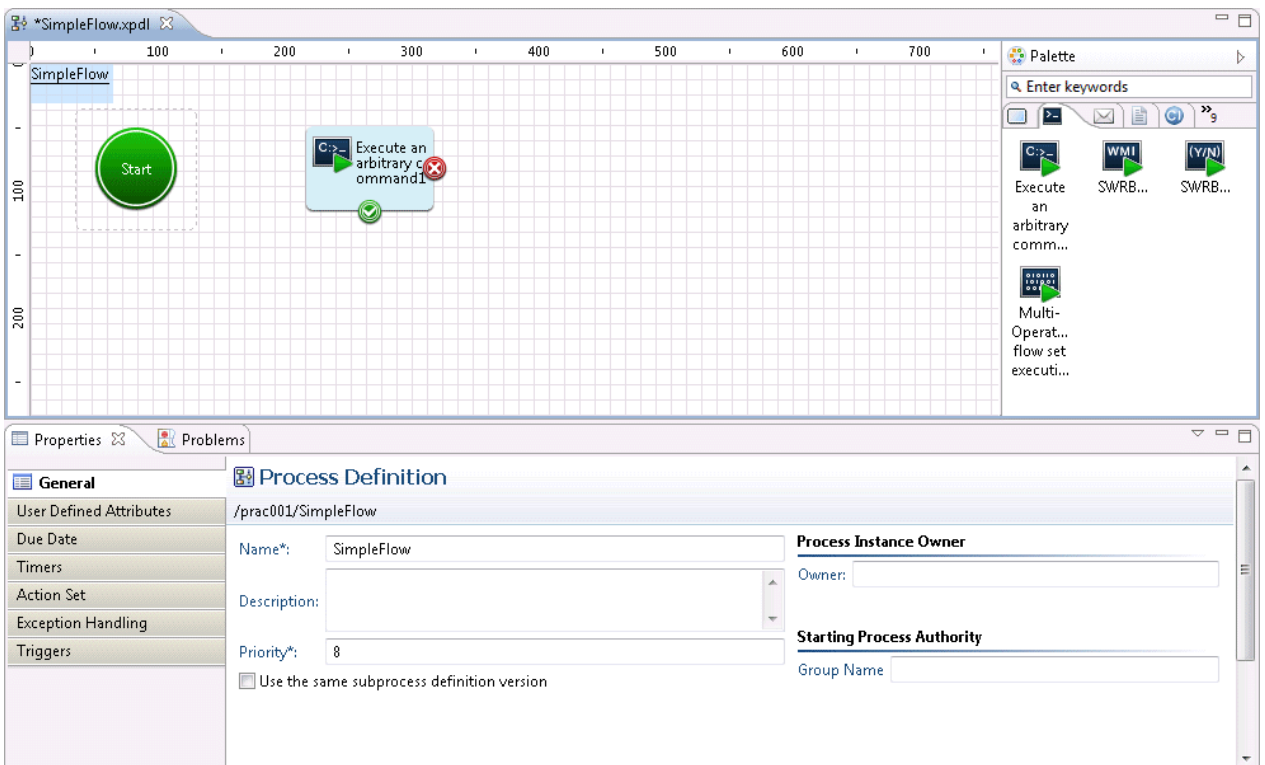 *SimpleFlow.xpdl
0 100 200 300 400 500 600 700
Palette
SimpleFlow
Enter keywords
9
Start
C:>_
Execute an
arbitrary c
ommand1
C:>_
WMI
(Y/N)
Execute
an
arbitrary
comm...
SWRB...
SWRB...
100
Multi-
Operat...
flow set
executi...
200
Properties
Problems
General
Process Definition
User Defined Attributes
/prac001/SimpleFlow
Due Date
Name*:
SimpleFlow
Process Instance Owner
Timers
Owner:
Action Set
Description:
Exception Handling
Starting Process Authority
Triggers
Priority*:
8
Group Name
Use the same subprocess definition version